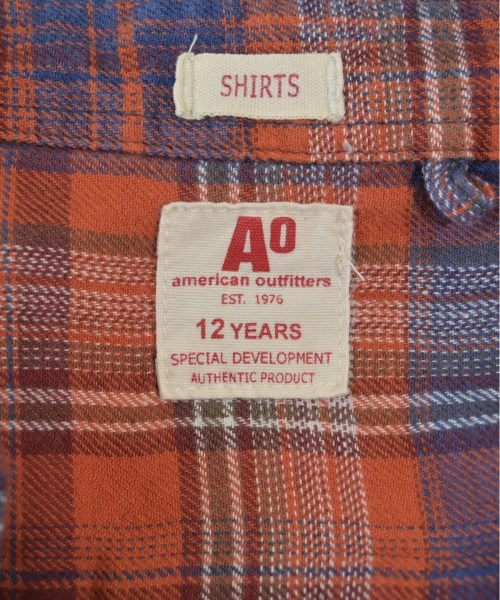 SHIRTS
AO
american outfitters
EST. 1976
12 YEARS
SPECIAL DEVELOPMENT
AUTHENTIC PRODUCT